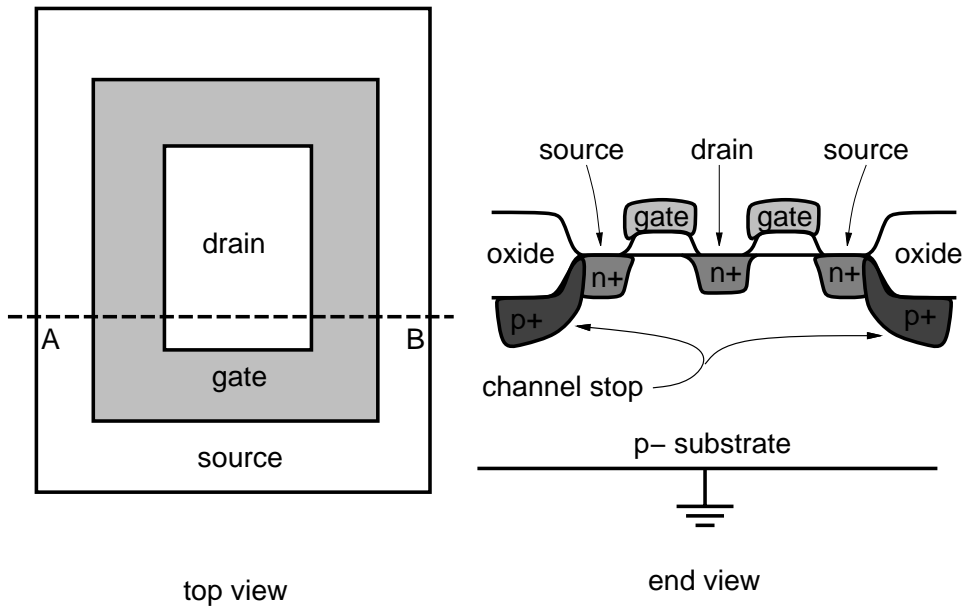 drain
A
B
gate
source
top view
source
drain
source
gate
gate
oxide
oxide
n+
n+
n+
p+
p+
channel stop
p− substrate
end view